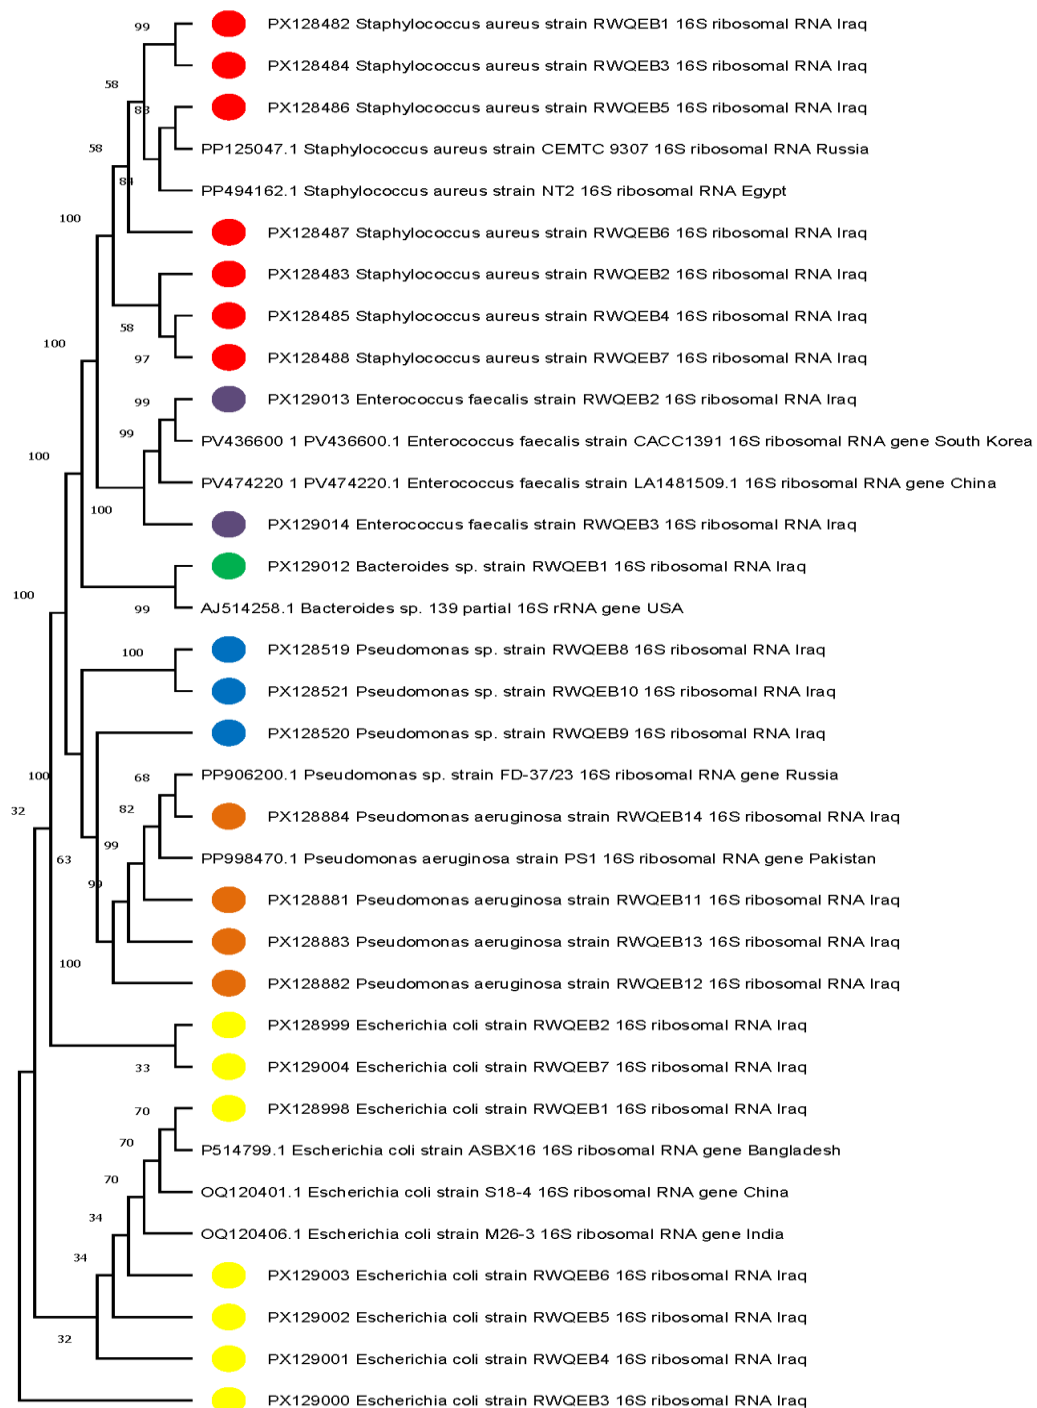 99
PX128482 Staphylococcus aureus strain RWQEB1 16S ribosomal RNA Iraq
PX128484 Staphylococcus aureus strain RWQEB3 16S ribosomal RNA Iraq
58
88
PX128486 Staphylococcus aureus strain RWQEB5 16S ribosomal RNA Iraq
58
PP125047.1 Staphylococcus aureus strain CEMTC 9307 16S ribosomal RNA Russia
84
PP494162.1 Staphylococcus aureus strain NT2 16S ribosomal RNA Egypt
100
PX128487 Staphylococcus aureus strain RWQEB6 16S ribosomal RNA Iraq
PX128483 Staphylococcus aureus strain RWQEB2 16S ribosomal RNA Iraq
58
PX128485 Staphylococcus aureus strain RWQEB4 16S ribosomal RNA Iraq
100
97
PX128488 Staphylococcus aureus strain RWQEB7 16S ribosomal RNA Iraq
99
PX129013 Enterococcus faecalis strain RWQEB2 16S ribosomal RNA Iraq
99
PV436600 1 PV436600.1 Enterococcus faecalis strain CACC1391 16S ribosomal RNA gene South Korea
100
PV474220 1 PV474220.1 Enterococcus faecalis strain LA1481509.1 16S ribosomal RNA gene China
100
PX129014 Enterococcus faecalis strain RWQEB3 16S ribosomal RNA Iraq
PX129012 Bacteroides sp. strain RWQEB1 16S ribosomal RNA Iraq
100
99
AJ514258.1 Bacteroides sp. 139 partial 16S rRNA gene USA
100
PX128519 Pseudomonas sp. strain RWQEB8 16S ribosomal RNA Iraq
PX128521 Pseudomonas sp. strain RWQEB10 16S ribosomal RNA Iraq
PX128520 Pseudomonas sp. strain RWQEB9 16S ribosomal RNA Iraq
100
68
PP906200.1 Pseudomonas sp. strain FD-37/23 16S ribosomal RNA gene Russia
32
82
PX128884 Pseudomonas aeruginosa strain RWQEB14 16S ribosomal RNA Iraq
63
99
PP998470.1 Pseudomonas aeruginosa strain PS1 16S ribosomal RNA gene Pakistan
99
PX128881 Pseudomonas aeruginosa strain RWQEB11 16S ribosomal RNA Iraq
PX128883 Pseudomonas aeruginosa strain RWQEB13 16S ribosomal RNA Iraq
100
PX128882 Pseudomonas aeruginosa strain RWQEB12 16S ribosomal RNA Iraq
PX128999 Escherichia coli strain RWQEB2 16S ribosomal RNA Iraq
33
PX129004 Escherichia coli strain RWQEB7 16S ribosomal RNA Iraq
70
PX128998 Escherichia coli strain RWQEB1 16S ribosomal RNA Iraq
70
P514799.1 Escherichia coli strain ASBX16 16S ribosomal RNA gene Bangladesh
70
OQ120401.1 Escherichia coli strain S18-4 16S ribosomal RNA gene China
34
OQ120406.1 Escherichia coli strain M26-3 16S ribosomal RNA gene India
34
PX129003 Escherichia coli strain RWQEB6 16S ribosomal RNA Iraq
PX129002 Escherichia coli strain RWQEB5 16S ribosomal RNA Iraq
32
PX129001 Escherichia coli strain RWQEB4 16S ribosomal RNA Iraq
PX129000 Escherichia coli strain RWQEB3 16S ribosomal RNA Iraq